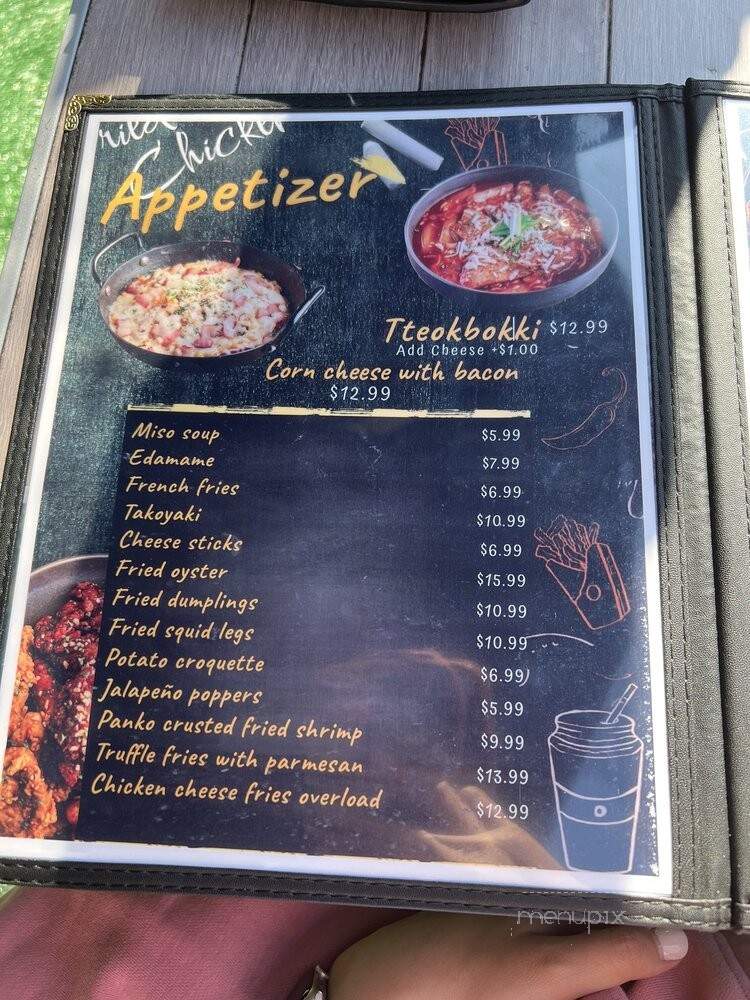 Appetizer
Tteokbokki $12.99
Add Cheese +$1.00
Corn cheese with bacon
$12.99
Miso soup $5.99
Edamame $7.99
French fries $6.99
Takoyaki $10.99
Cheese sticks $6.99
Fried oyster $15.99
Fried dumplings $10.99
Fried squid legs $10.99
Potato croquette $6.99
Jalapeño poppers $5.99
Panko crusted fried shrimp $9.99
Truffle fries with parmesan $13.99
Chicken cheese fries overload $12.99
menupix